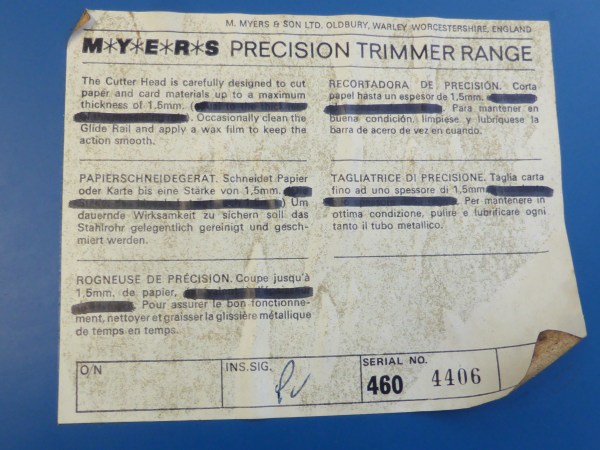 M. MYERS & SON LTD, OLDBURY, WARLEY WORCESTERSHIRE, ENGLAND
M*Y*E*R*S PRECISION TRIMMER RANGE
The Cutter Head is carefully designed to cut
paper and card materials up to a maximum
thickness of 1.5mm. (
). Occasionally clean the
Glide Rail and apply a wax film to keep the
action smooth.
PAPIERSCHNEIDEGERAT. Schneidet Papier
oder Karte bis eine Stärke von 1,5mm.
) Um
dauernde Wirksamkeit zu sichern soll das
Stahlrohr gelegentlich gereinigt und gesch-
miert werden.
ROGNEUSE DE PRÉCISION. Coupe jusqu'à
1,5mm. de papier,
. Pour assurer le bon fonctionne-
ment, nettoyer et graisser la glissière métallique
de temps en temps.
RECORTADORA DE PRECISIÓN. Corta
papel hasta un espesor de 1,5mm.
. Para mantener en
buena condición, limpiese y lubríquese la
barra de acero de vez en cuando.
TAGLIATRICE DI PRECISIONE. Taglia carta
fino ad uno spessore di 1,5mm.
. Per mantenere in
ottima condizione, pulire e lubrificare ogni
tanto il tubo metallico.
O/N
INS.SIG.
SERIAL NO.
460 4406